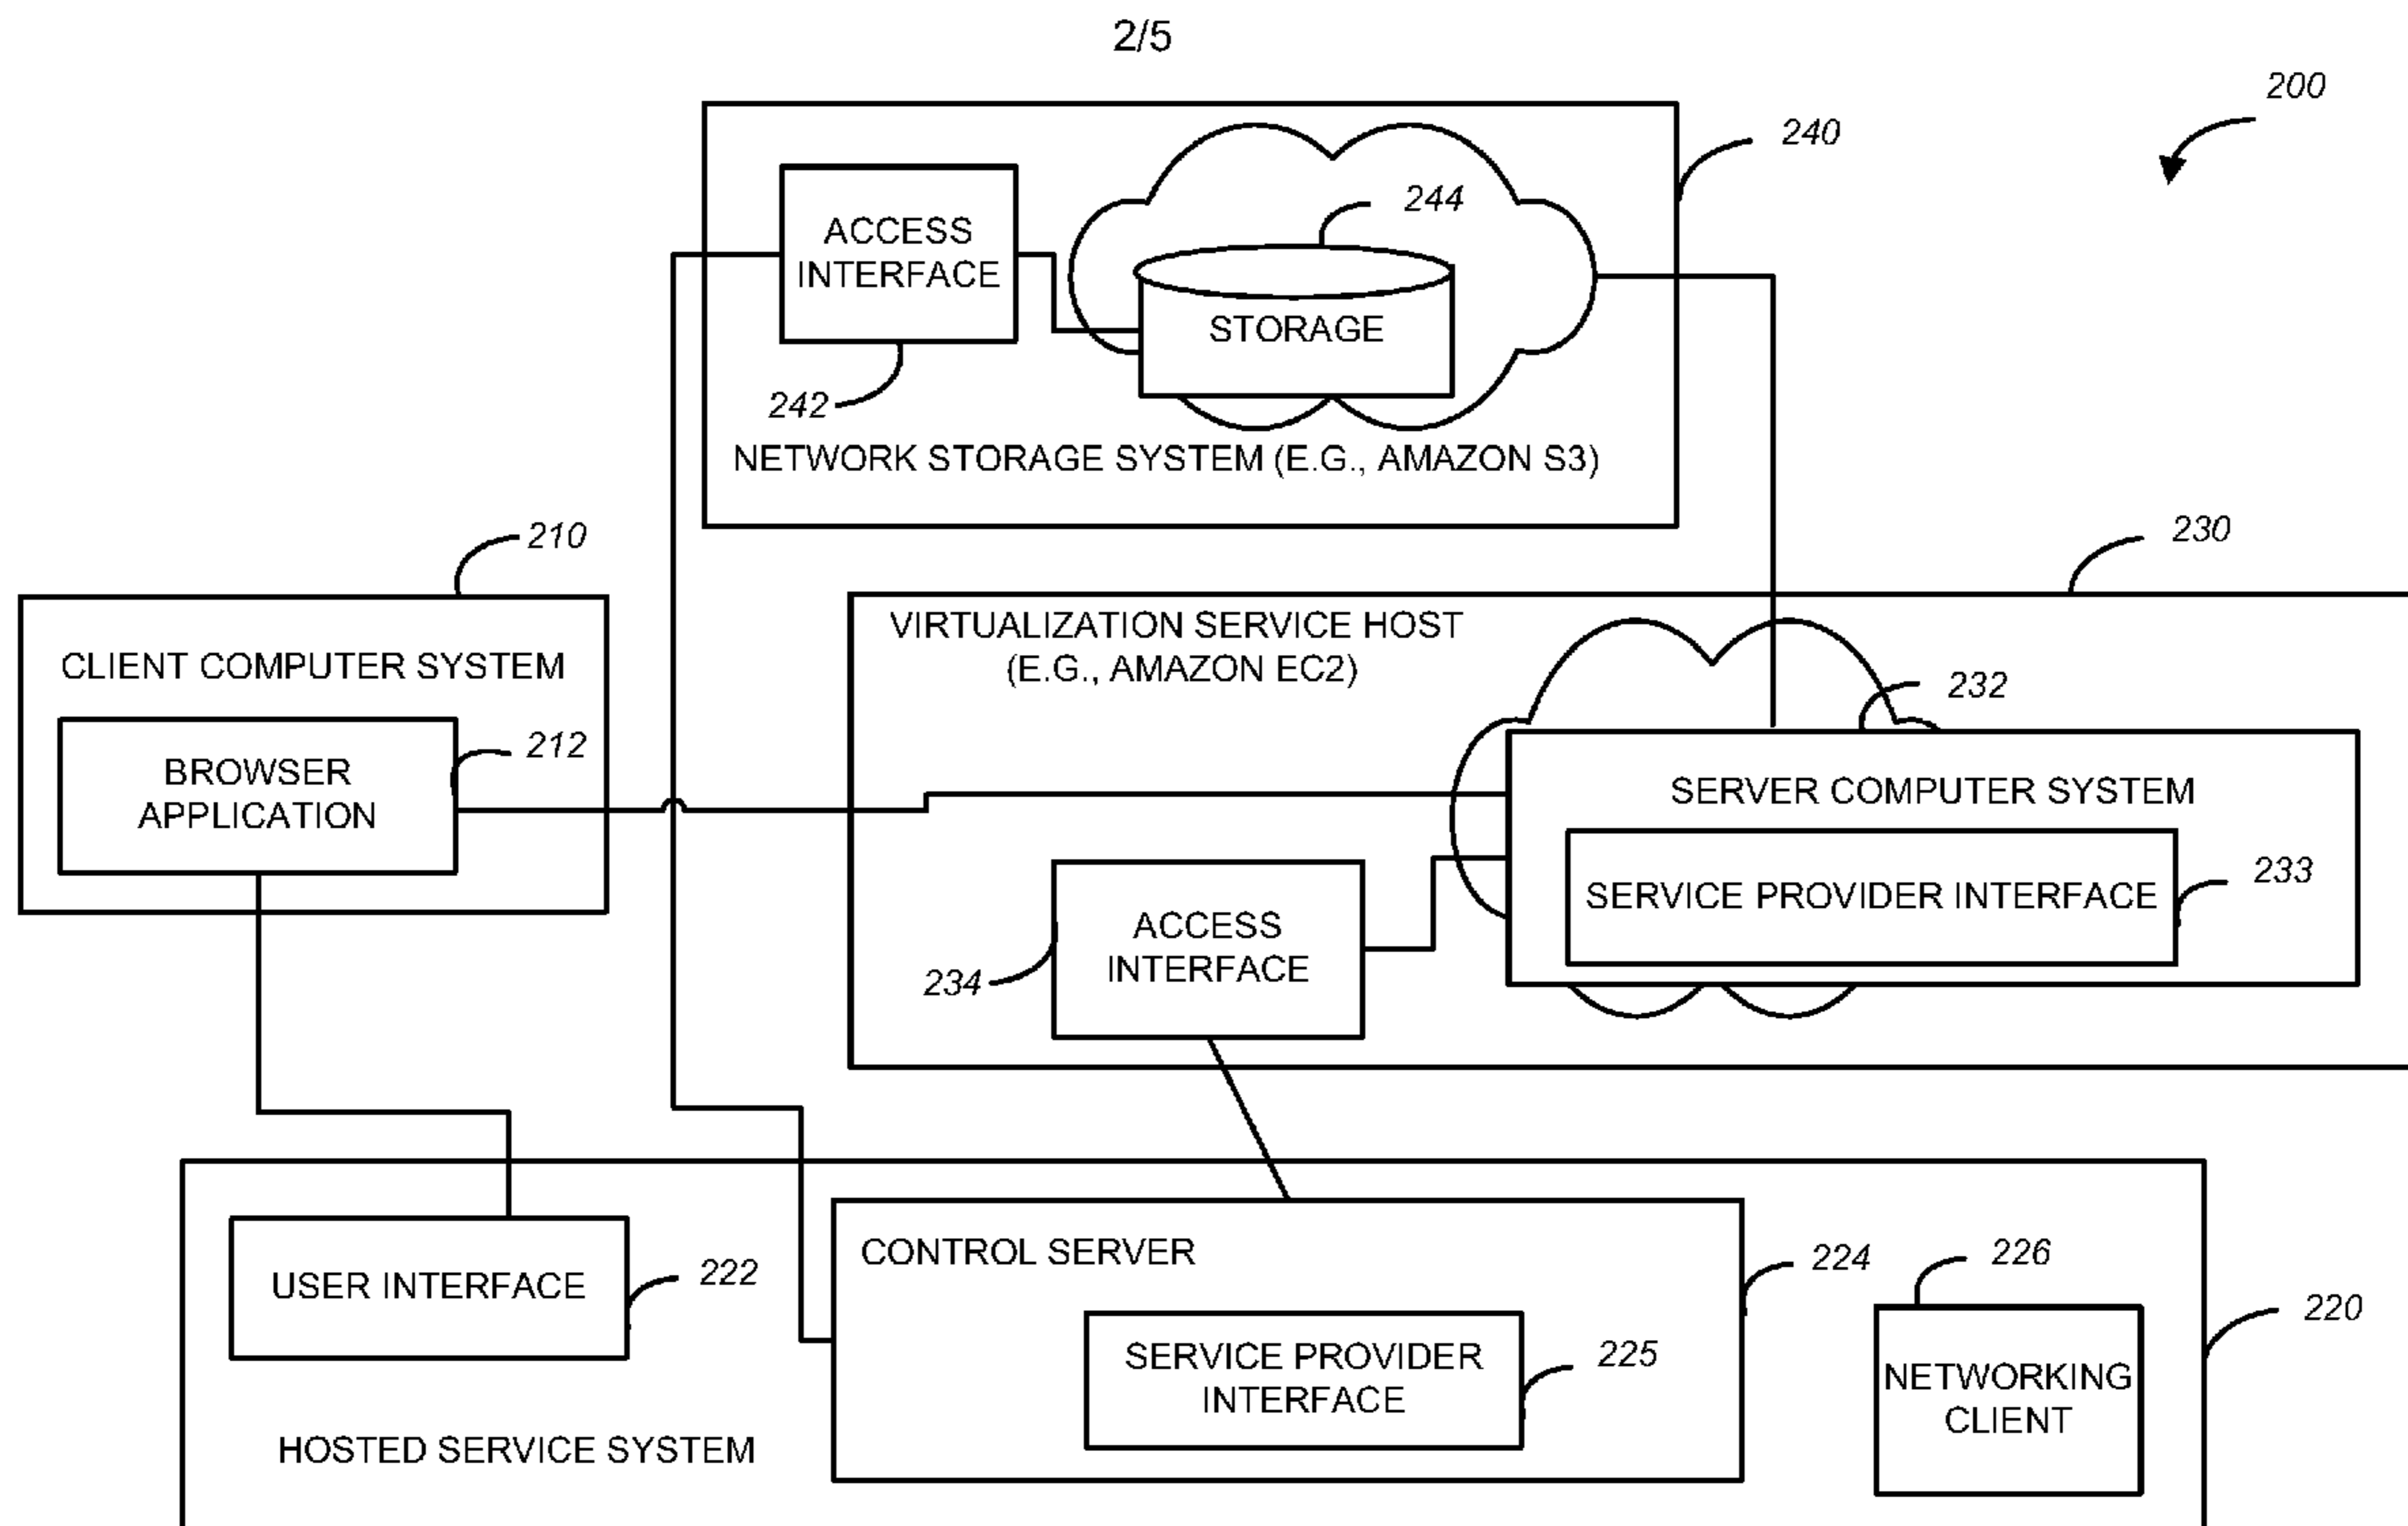 2/5
200
240
ACCESS
INTERFACE
244
STORAGE
242
NETWORK STORAGE SYSTEM (E.G., AMAZON S3)
210
230
CLIENT COMPUTER SYSTEM
VIRTUALIZATION SERVICE HOST
(E.G., AMAZON EC2)
232
BROWSER
APPLICATION
212
SERVER COMPUTER SYSTEM
SERVICE PROVIDER INTERFACE
233
ACCESS
INTERFACE
234
USER INTERFACE
222
CONTROL SERVER
224
226
220
SERVICE PROVIDER
INTERFACE
225
NETWORKING
CLIENT
HOSTED SERVICE SYSTEM